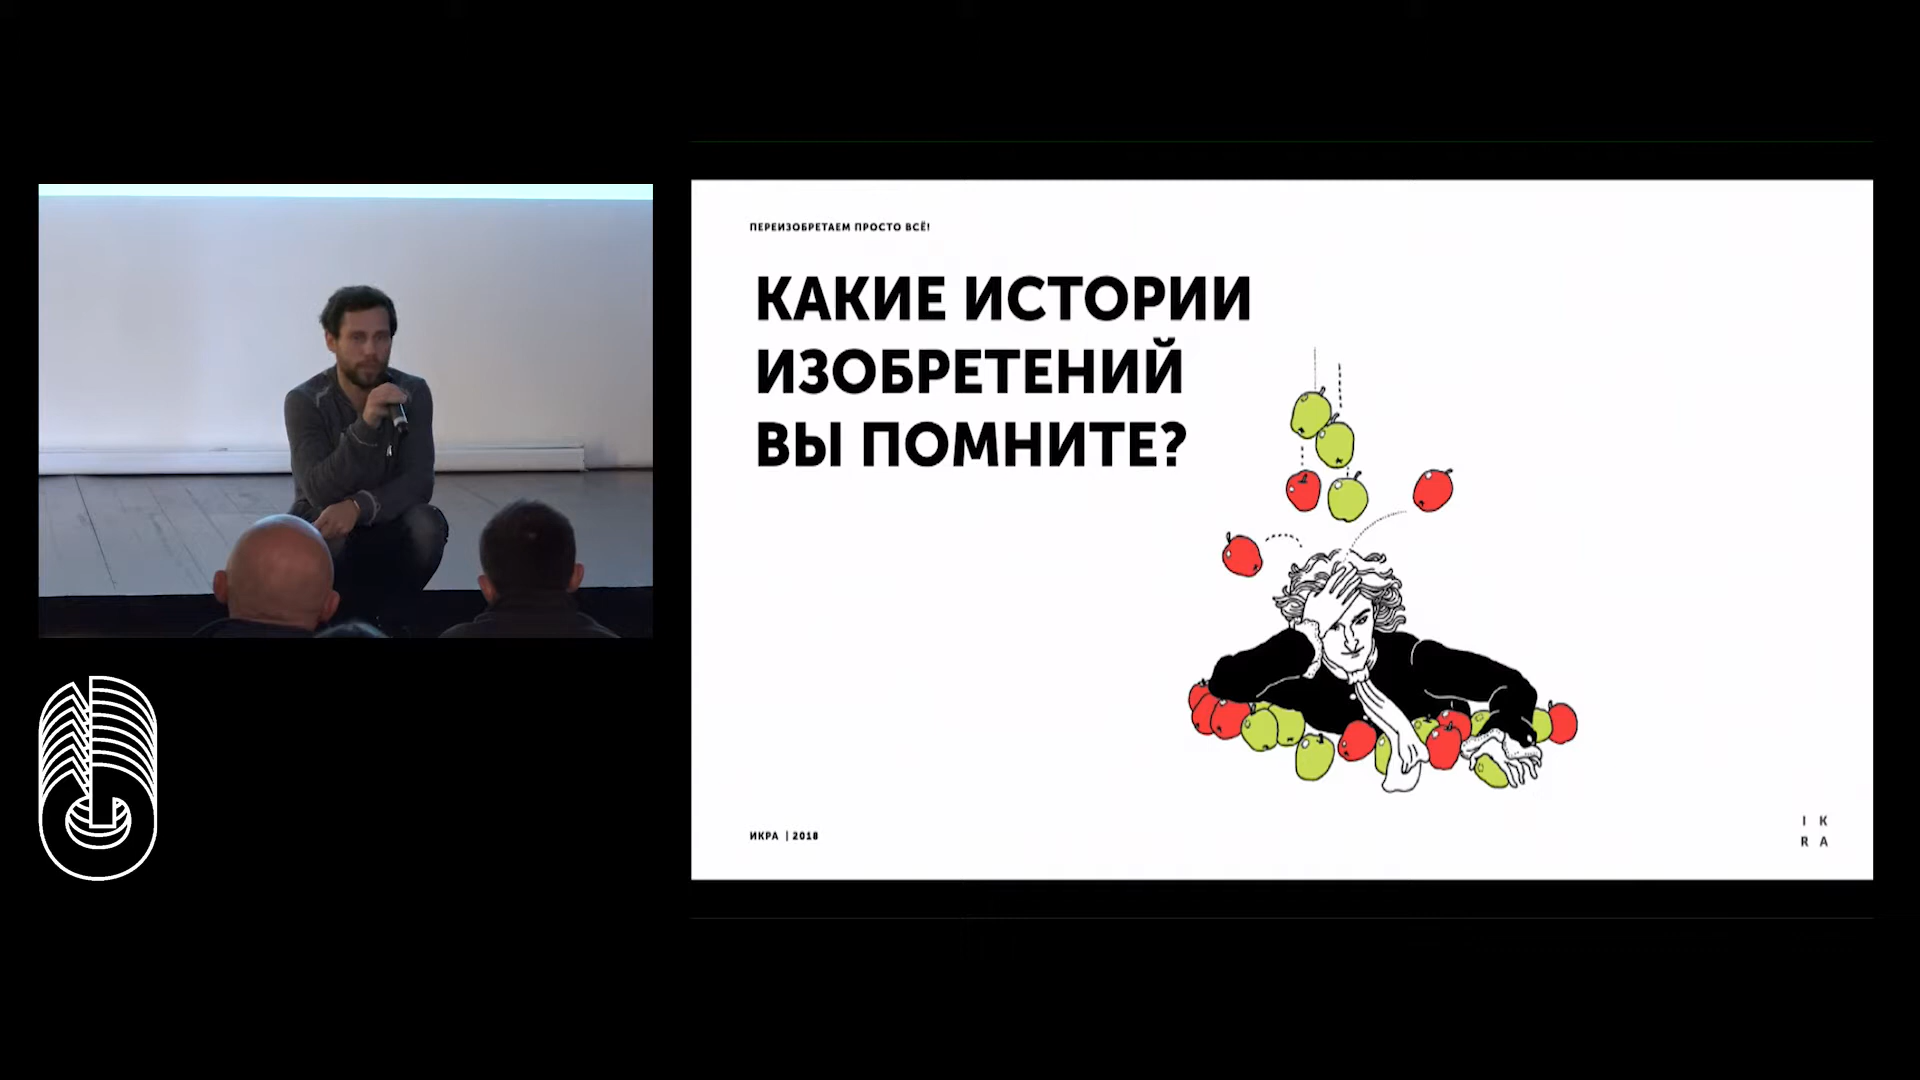 ПЕРЕИЗОБРЕТАЕМ ПРОСТО ВСЁ!
КАКИЕ ИСТОРИИ
ИЗОБРЕТЕНИЙ
ВЫ ПОМНИТЕ?
ИКРА | 2018
I K
R A